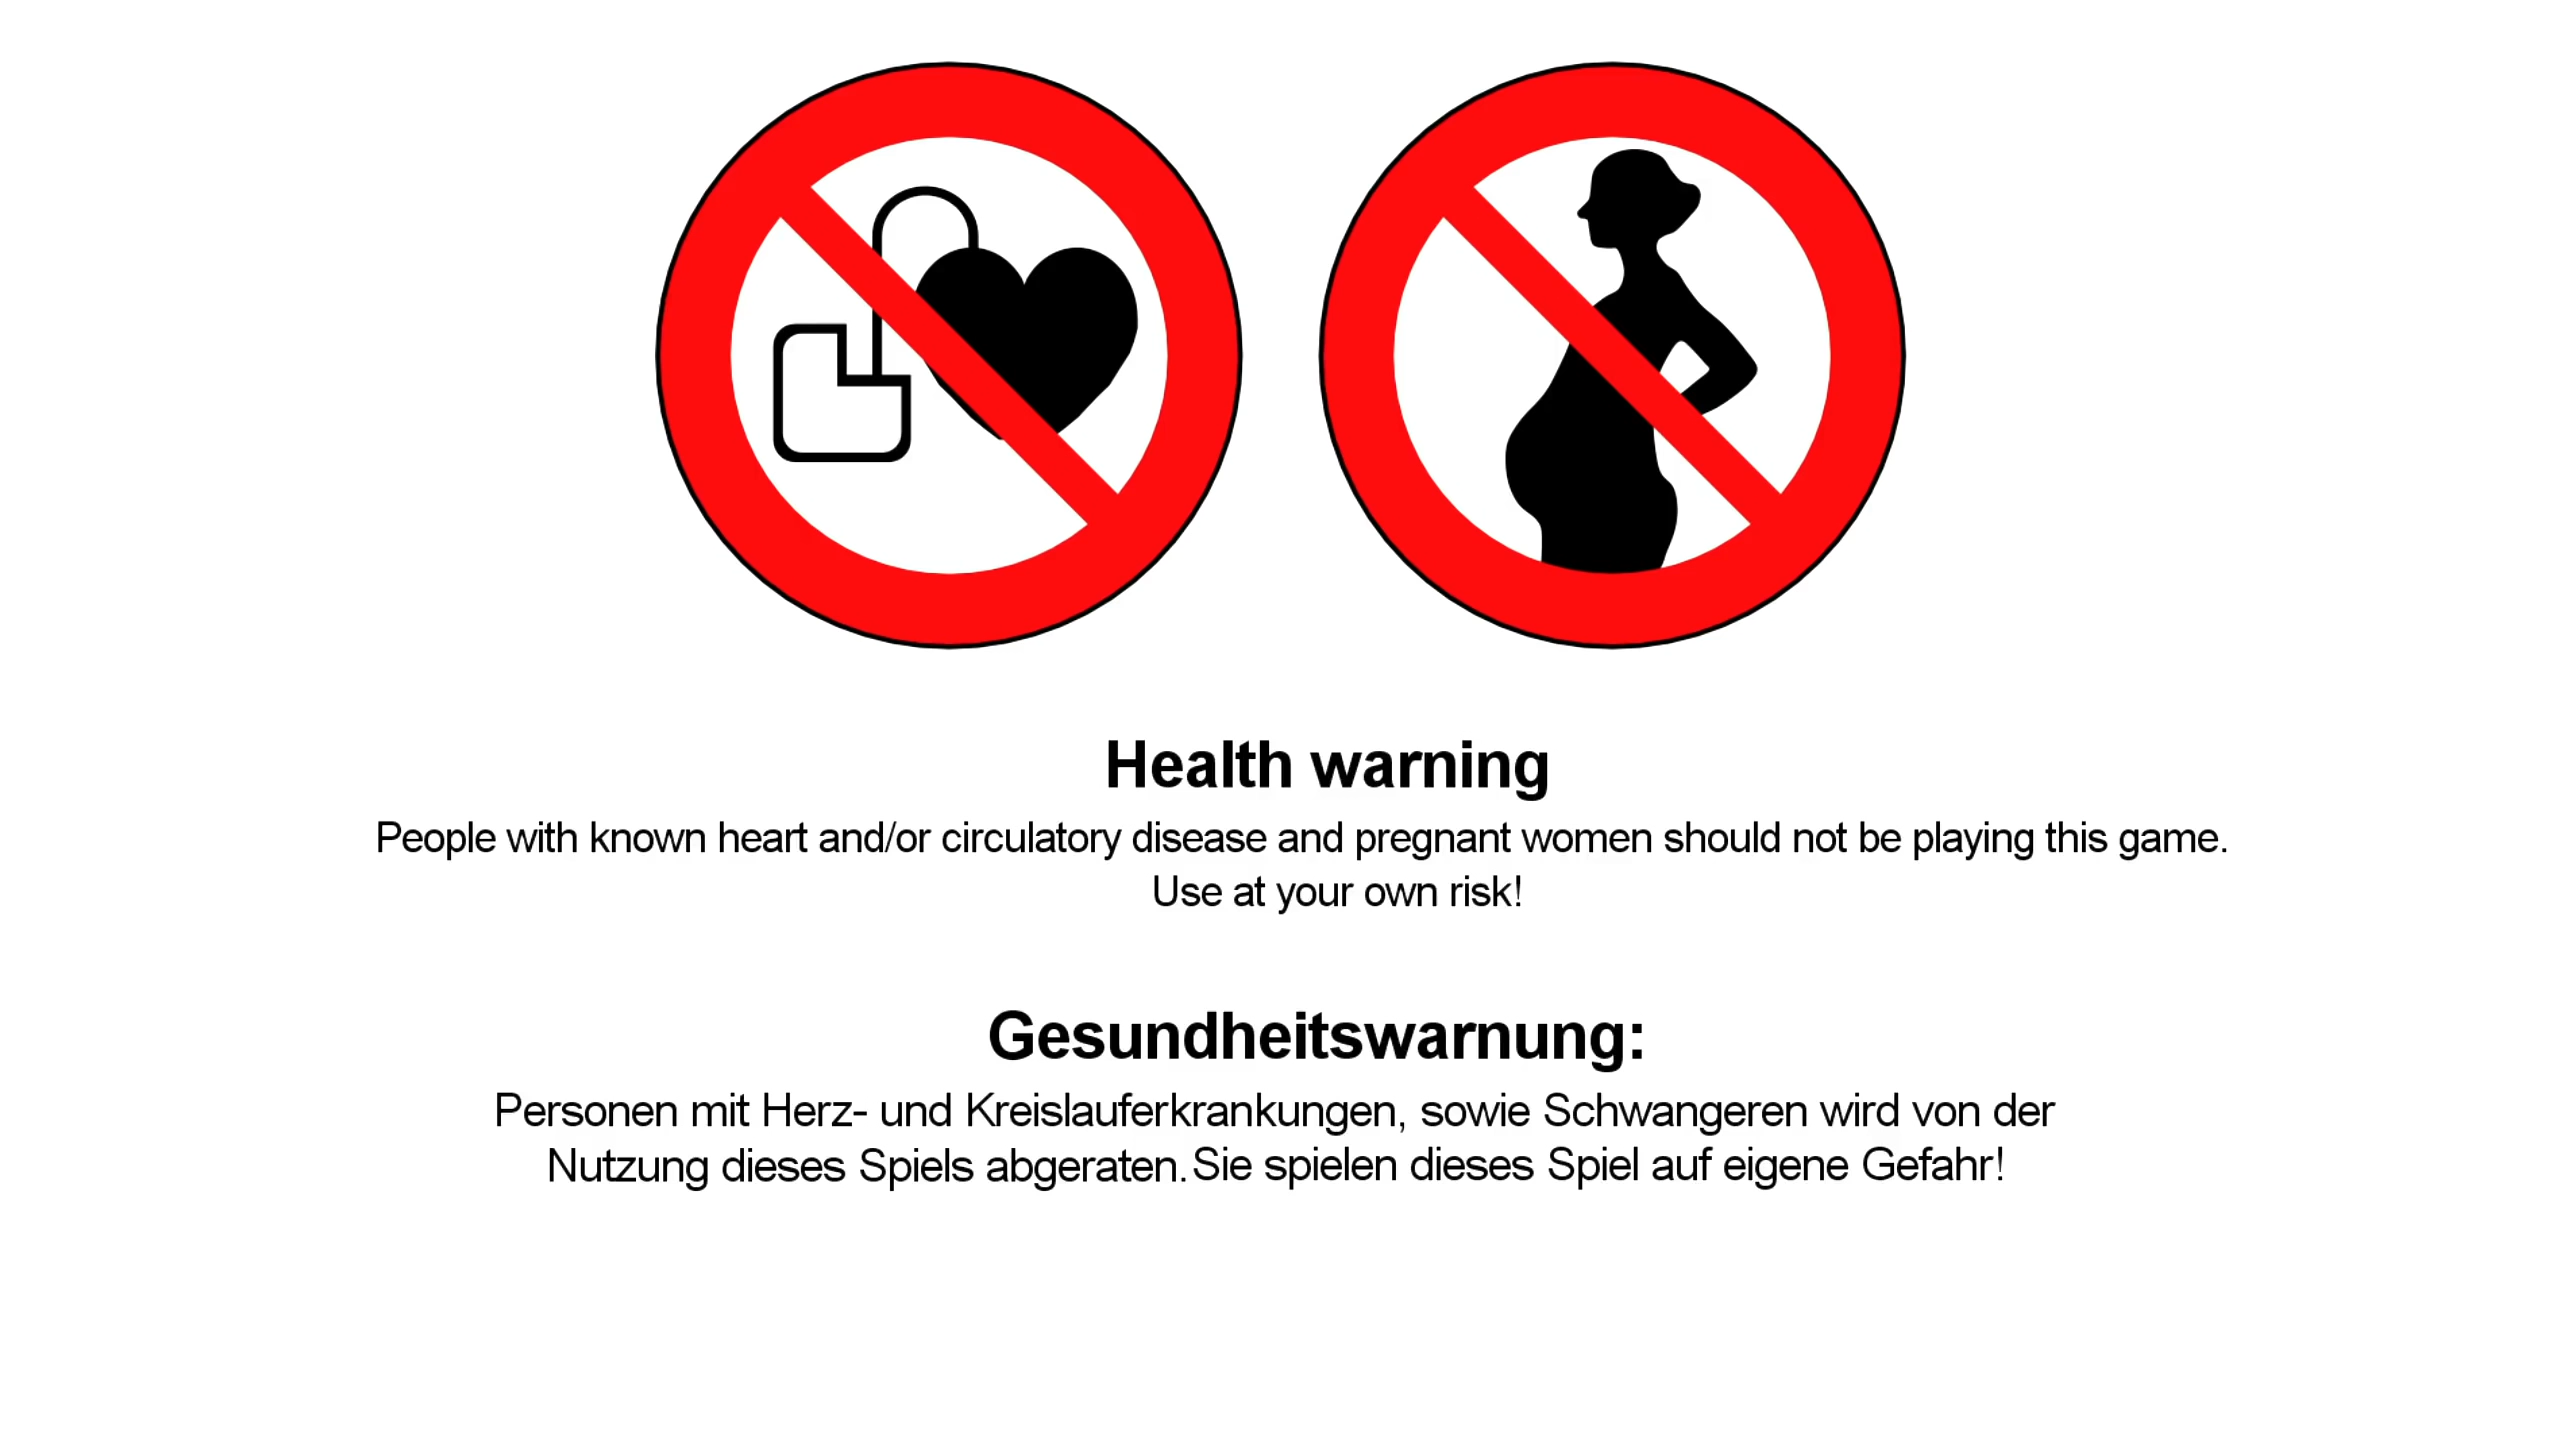 Health warning
People with known heart and/or circulatory disease and pregnant women should not be playing this game.
Use at your own risk!
Gesundheitswarnung:
Personen mit Herz- und Kreislauferkrankungen, sowie Schwangeren wird von der
Nutzung dieses Spiels abgeraten. Sie spielen dieses Spiel auf eigene Gefahr!